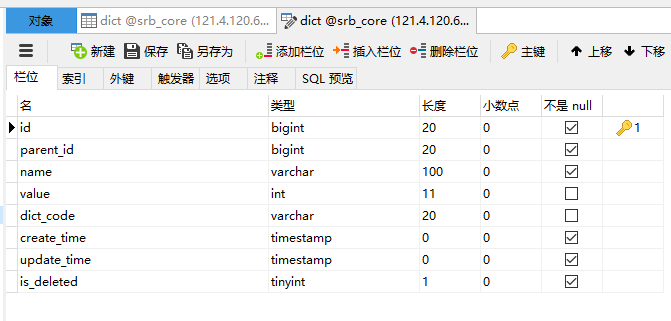 对象 dict @srb_core (121.4.120.6... dict @srb_core (121.4.120.6...
新建 保存 另存为 添加栏位 插入栏位 删除栏位 主键 上移 下移
栏位 索引 外键 触发器 选项 注释 SQL 预览
名 类型 长度 小数点 不是 null
id bigint 20 0 1
parent_id bigint 20 0
name varchar 100 0
value int 11 0
dict_code varchar 20 0
create_time timestamp 0 0
update_time timestamp 0 0
is_deleted tinyint 1 0